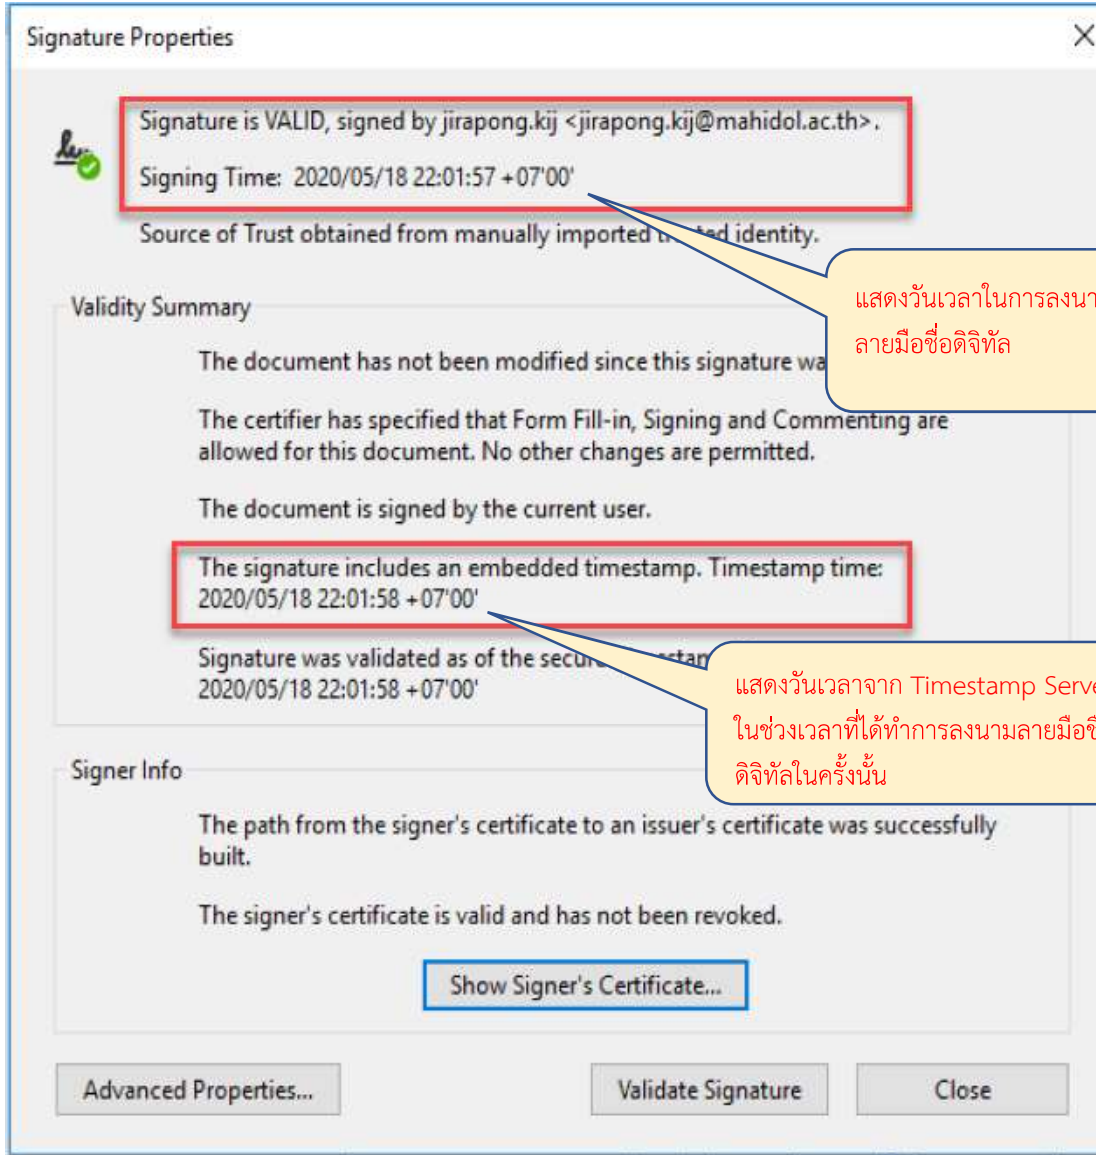 Signature Properties
Signature is VALID, signed by jirapong.kij <jirapong.kij@mahidol.ac.th>.
Signing Time: 2020/05/18 22:01:57 +07'00'
Source of Trust obtained from manually imported trusted identity.
แสดงวันเวลาในการลงนา
ลายมือชื่อดิจิทัล
Validity Summary
The document has not been modified since this signature wa
The certifier has specified that Form Fill-in, Signing and Commenting are
allowed for this document. No other changes are permitted.
The document is signed by the current user.
The signature includes an embedded timestamp. Timestamp time:
2020/05/18 22:01:58 +07'00'
Signature was validated as of the secure
2020/05/18 22:01:58 +07'00'
แสดงวันเวลาจาก Timestamp Serve
ในช่วงเวลาที่ได้ทำการลงนามลายมือชื
ดิจิทัลในครั้งนั้น
Signer Info
The path from the signer's certificate to an issuer's certificate was successfully
built.
The signer's certificate is valid and has not been revoked.
Show Signer's Certificate...
Advanced Properties...
Validate Signature
Close